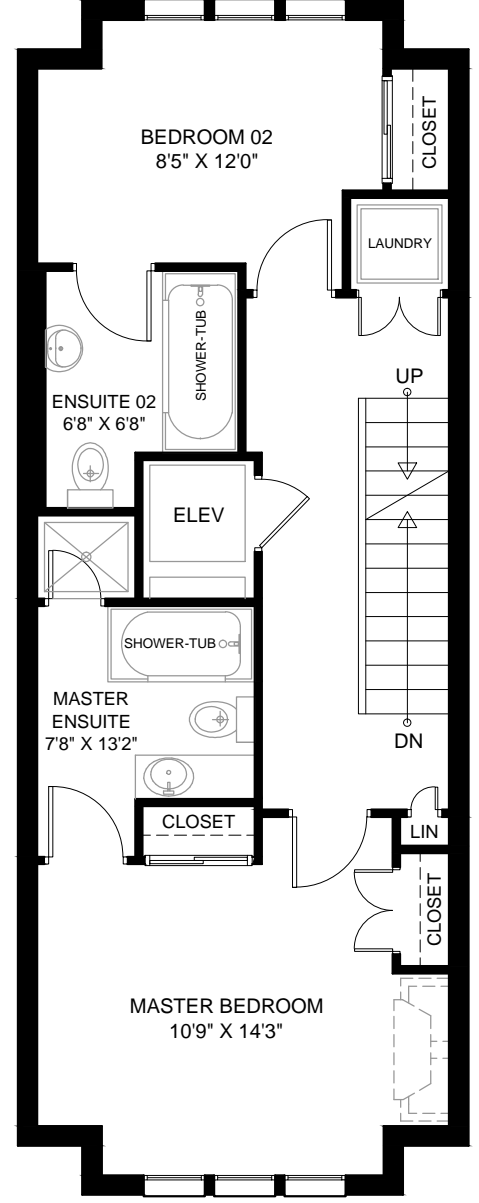 BEDROOM 02
8'5" X 12'0"
CLOSET
LAUNDRY
SHOWER-TUB
UP
ENSUITE 02
6'8" X 6'8"
ELEV
SHOWER-TUB
MASTER
ENSUITE
7'8" X 13'2"
DN
CLOSET
LIN
CLOSET
MASTER BEDROOM
10'9" X 14'3"